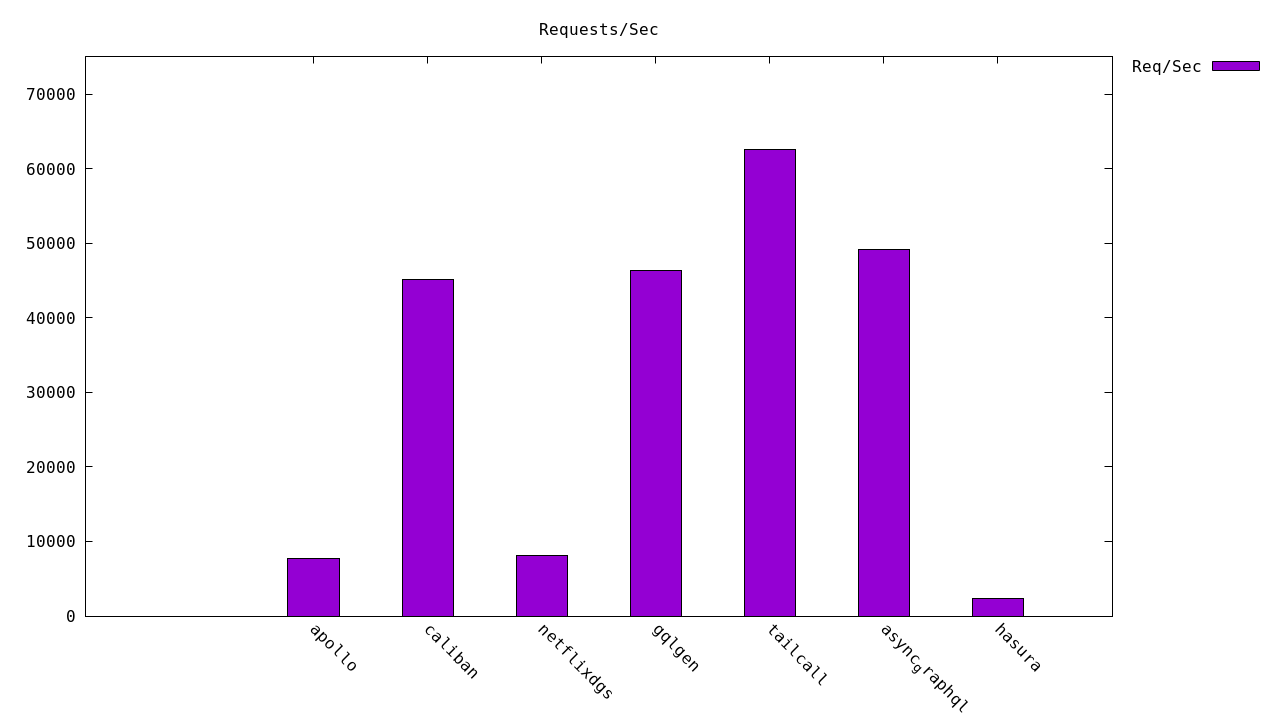 Requests/Sec
Req/Sec
70000
60000
50000
40000
30000
20000
10000
0
apollo
caliban
netflixdgs
gqlgen
tailcall
asyncgraphql
hasura